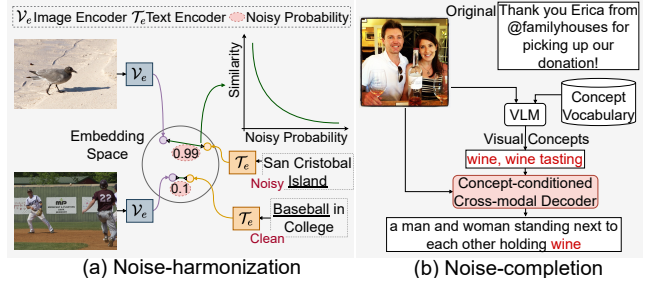 𝒱e Image Encoder 𝒯e Text Encoder Noisy Probability
𝒱e
Similarity
Noisy Probability
Embedding
Space
0.99
𝒯e
San Cristobal
Noisy Island
0.1
22
𝒱e
𝒯e
Baseball in
College
Clean
(a) Noise-harmonization
Original
Thank you Erica from
@familyhouses for
picking up our
donation!
VLM
Concept
Vocabulary
Visual Concepts
wine, wine tasting
Concept-conditioned
Cross-modal Decoder
a man and woman standing next to
each other holding wine
(b) Noise-completion